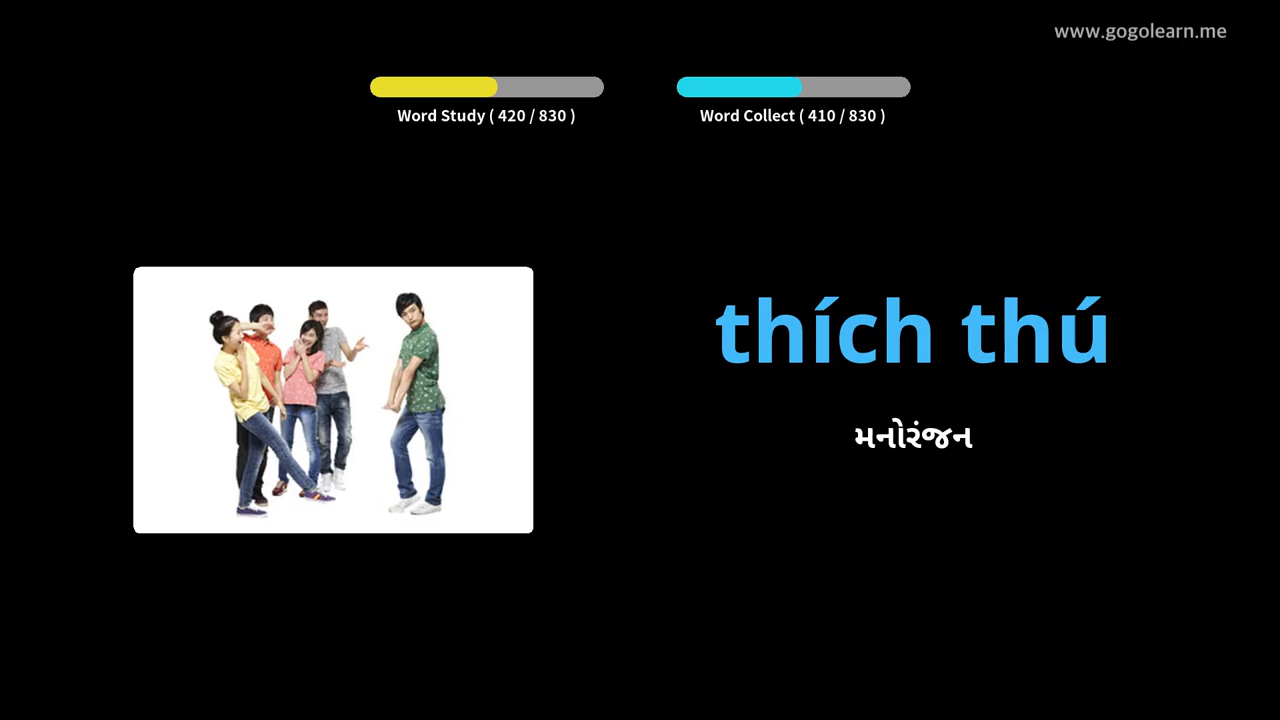 www.gogolearn.me
Word Study ( 420 / 830 )
Word Collect ( 410 / 830 )
thích thú
મનોરંજન